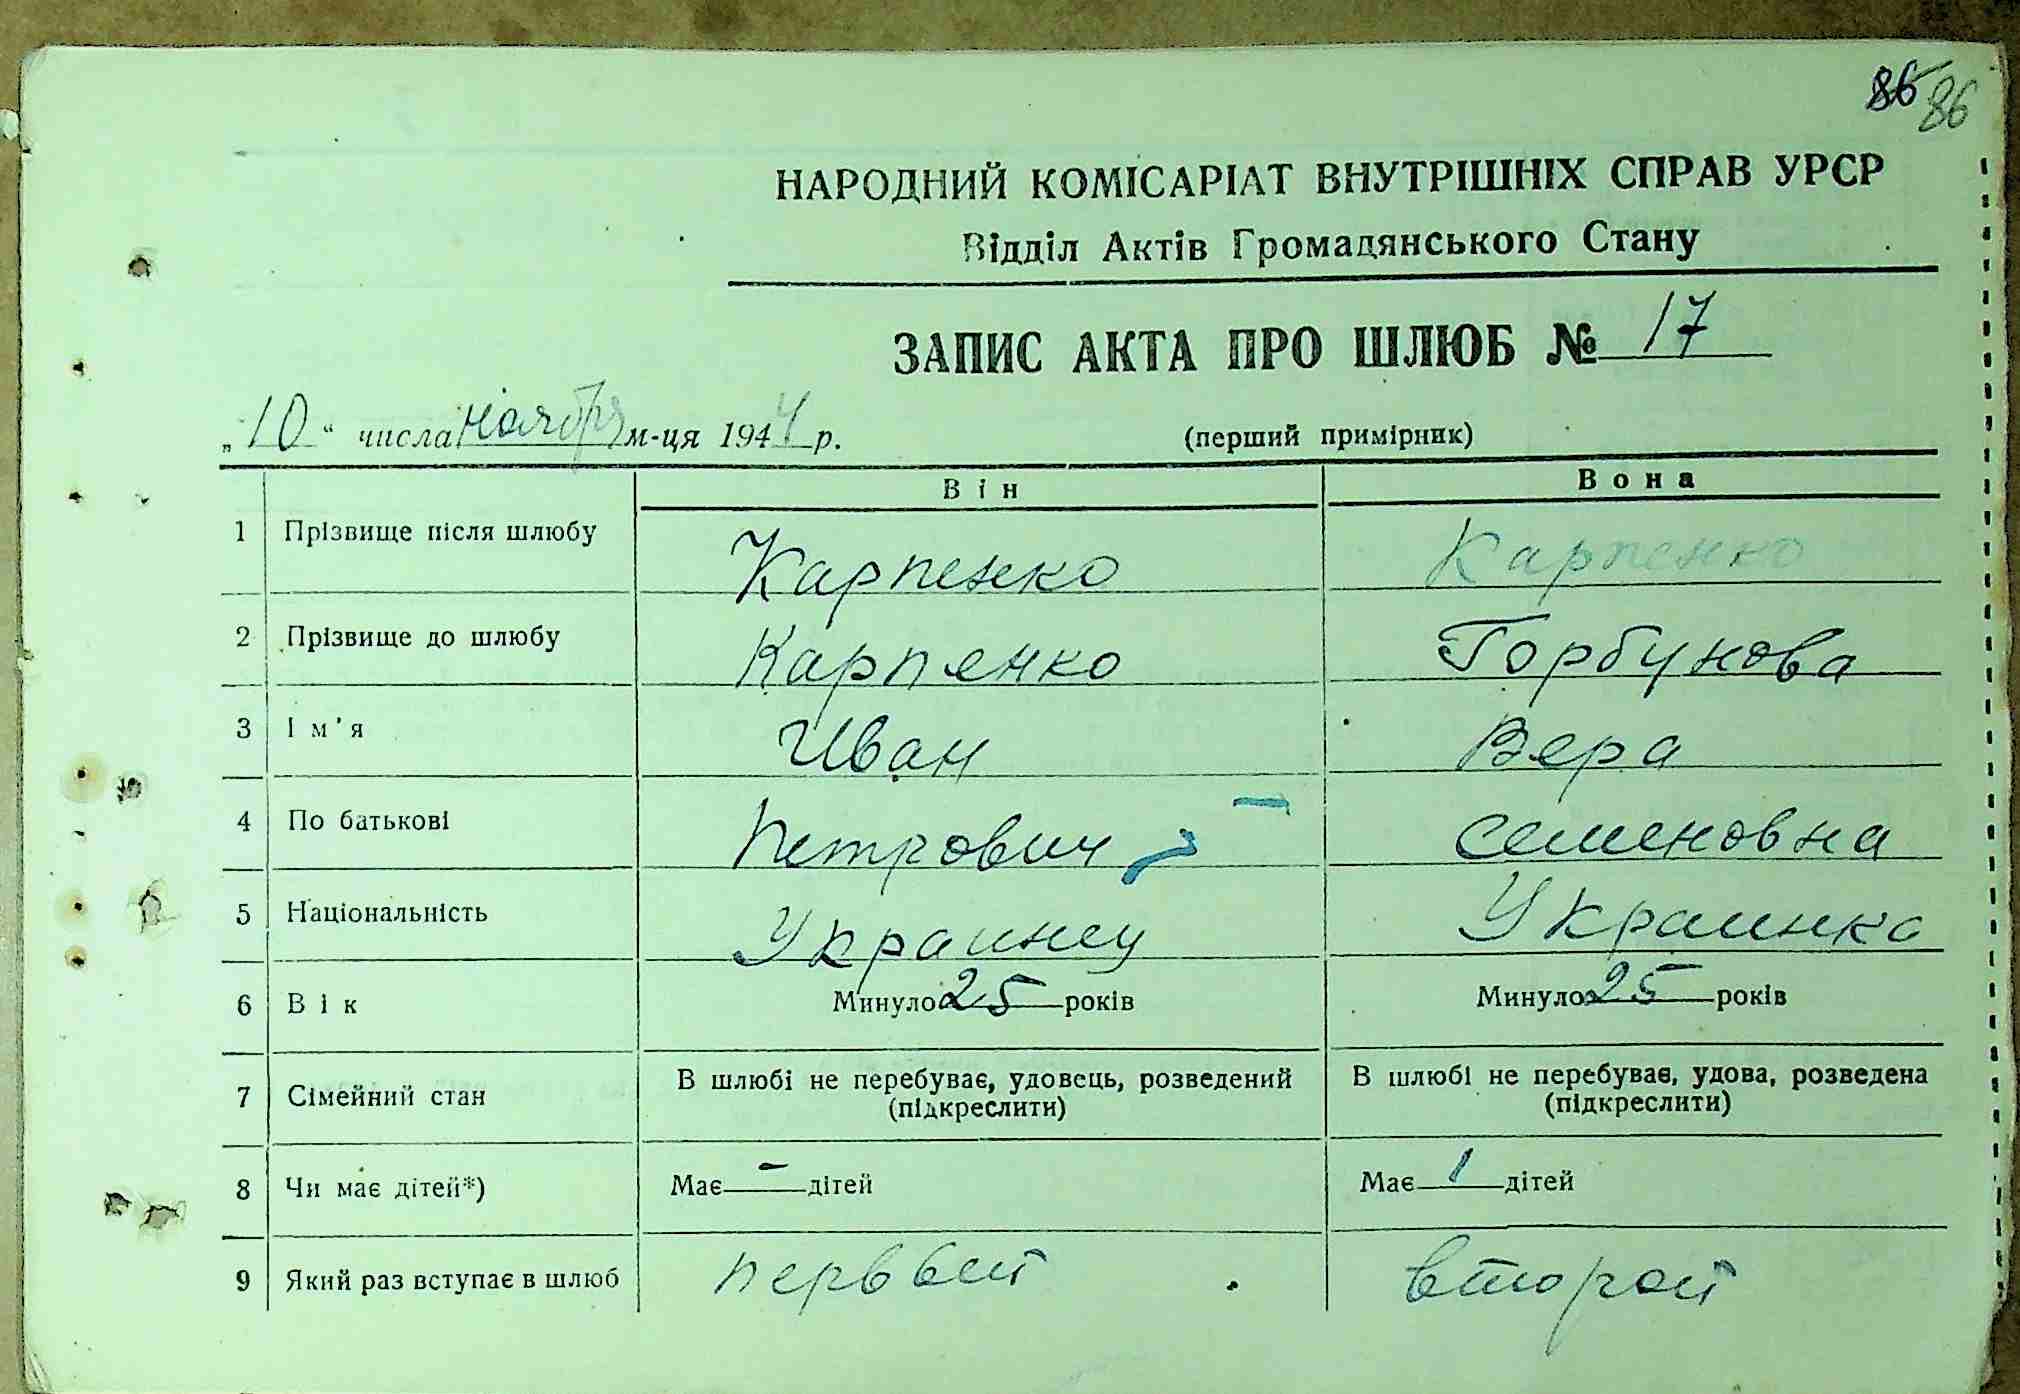 86 86
НАРОДНИЙ КОМІСАРІАТ ВНУТРІШНІХ СПРАВ УРСР
Відділ Актів Громадянського Стану
ЗАПИС АКТА ПРО ШЛЮБ № 17
„10“ числа ноября м-ця 1944 р. (перший примірник)
Він Вона
1 Прізвище після шлюбу Карпенко Карпенко
2 Прізвище до шлюбу Карпенко Горбунова
3 Ім'я Иван Вера
4 По батькові Петрович Семеновна
5 Національність Украинец Украинка
6 Вік Минуло 25 років Минуло 25 років
7 Сімейний стан В шлюбі не перебуває, удовець, розведений В шлюбі не перебуває, удова, розведена
(підкреслити) (підкреслити)
8 Чи має дітей*) Має — дітей Має 1 дітей
9 Який раз вступає в шлюб первый второй